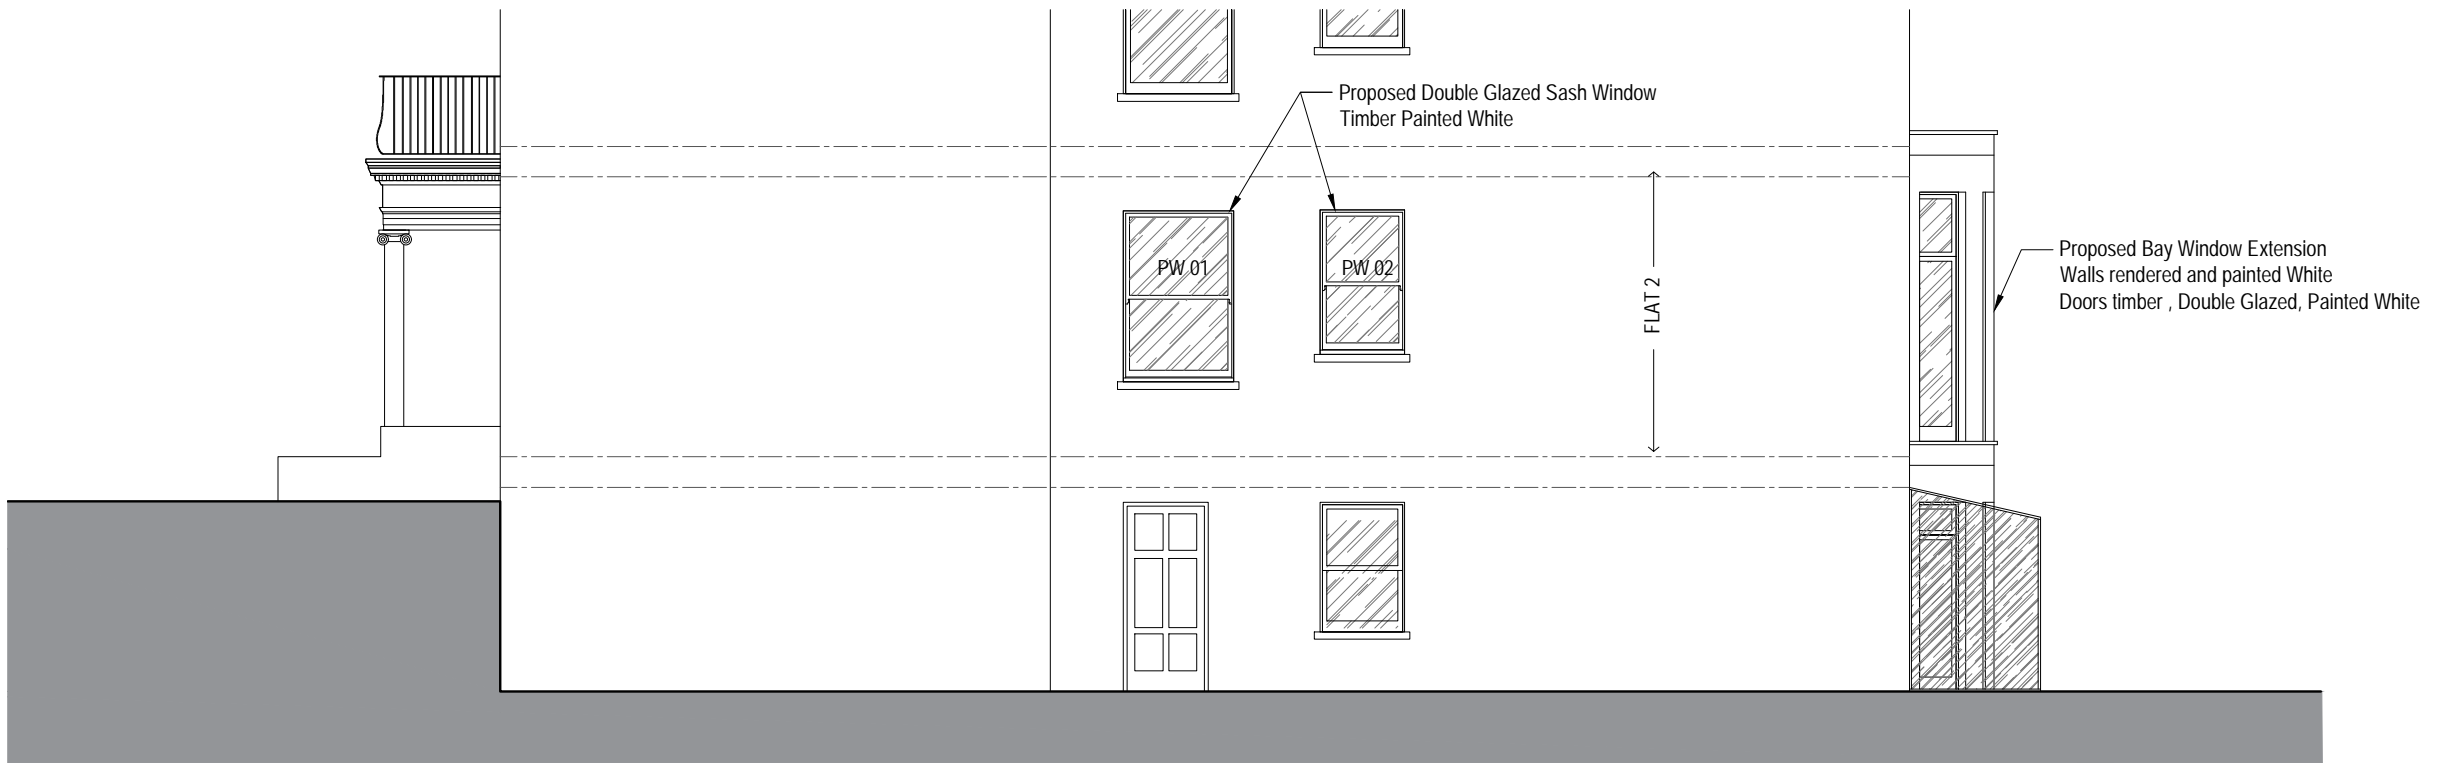 Proposed Double Glazed Sash Window
Timber Painted White
PW 01
PW 02
FLAT 2
Proposed Bay Window Extension
Walls rendered and painted White
Doors timber , Double Glazed, Painted White